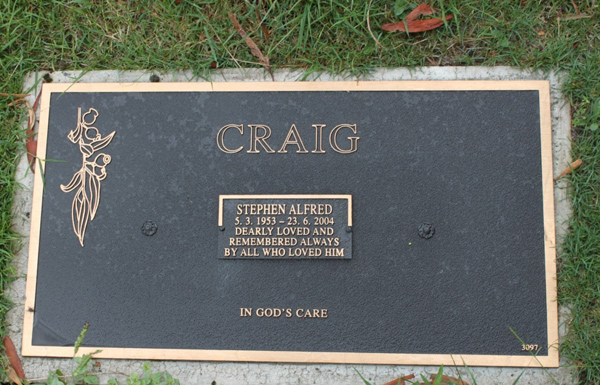 CRAIG
STEPHEN ALFRED
5. 3. 1953 – 23. 6. 2004
DEARLY LOVED AND
REMEMBERED ALWAYS
BY ALL WHO LOVED HIM
IN GOD'S CARE
3097